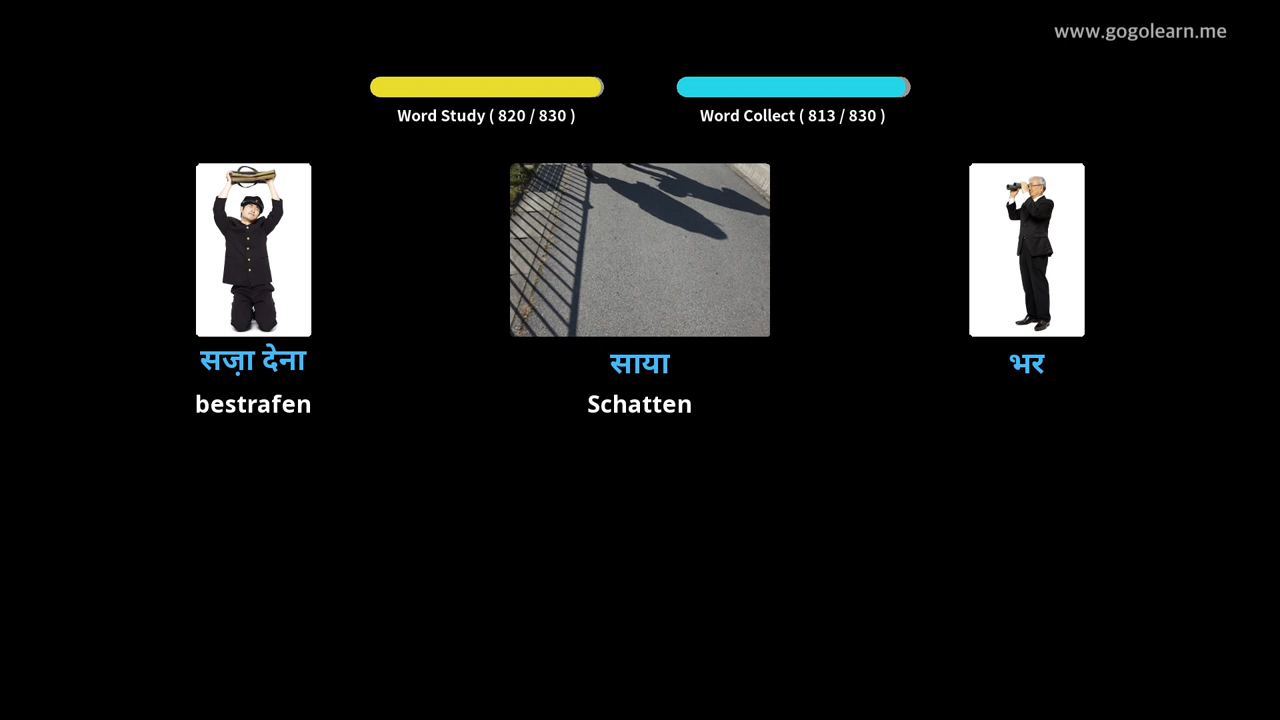 www.gogolearn.me
Word Study ( 820 / 830 )
Word Collect ( 813 / 830 )
सज़ा देना
साया
भर
bestrafen
Schatten